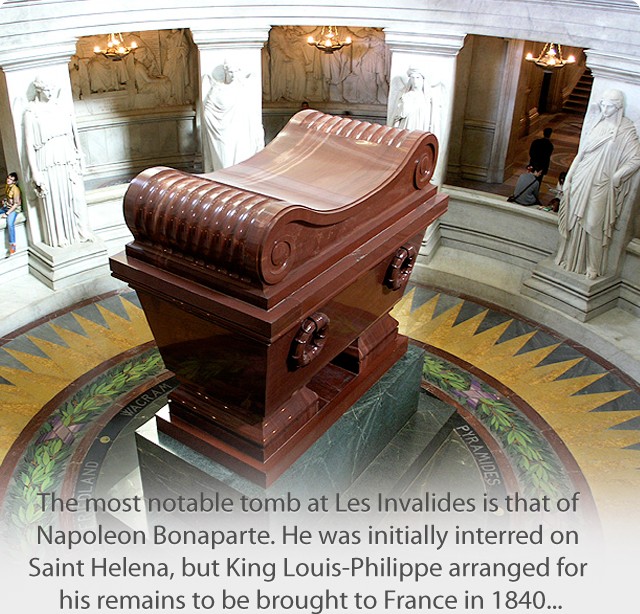 WAGRAM
PYRAMIDES
The most notable tomb at Les Invalides is that of
Napoleon Bonaparte. He was initially interred on
Saint Helena, but King Louis-Philippe arranged for
his remains to be brought to France in 1840...